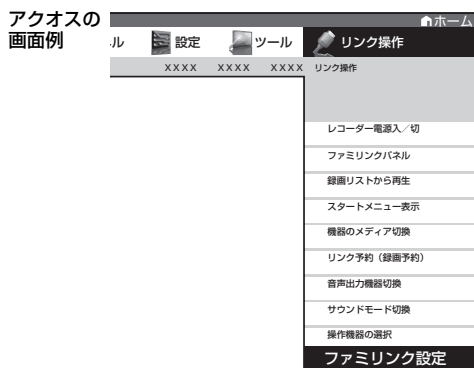 アクオスの
画面例
ホーム
ル 設定 ツール リンク操作
XXXX XXXX XXXX リンク操作
レコーダー電源入／切
ファミリンクパネル
録画リストから再生
スタートメニュー表示
機器のメディア切換
リンク予約（録画予約）
音声出力機器切換
サウンドモード切換
操作機器の選択
ファミリンク設定